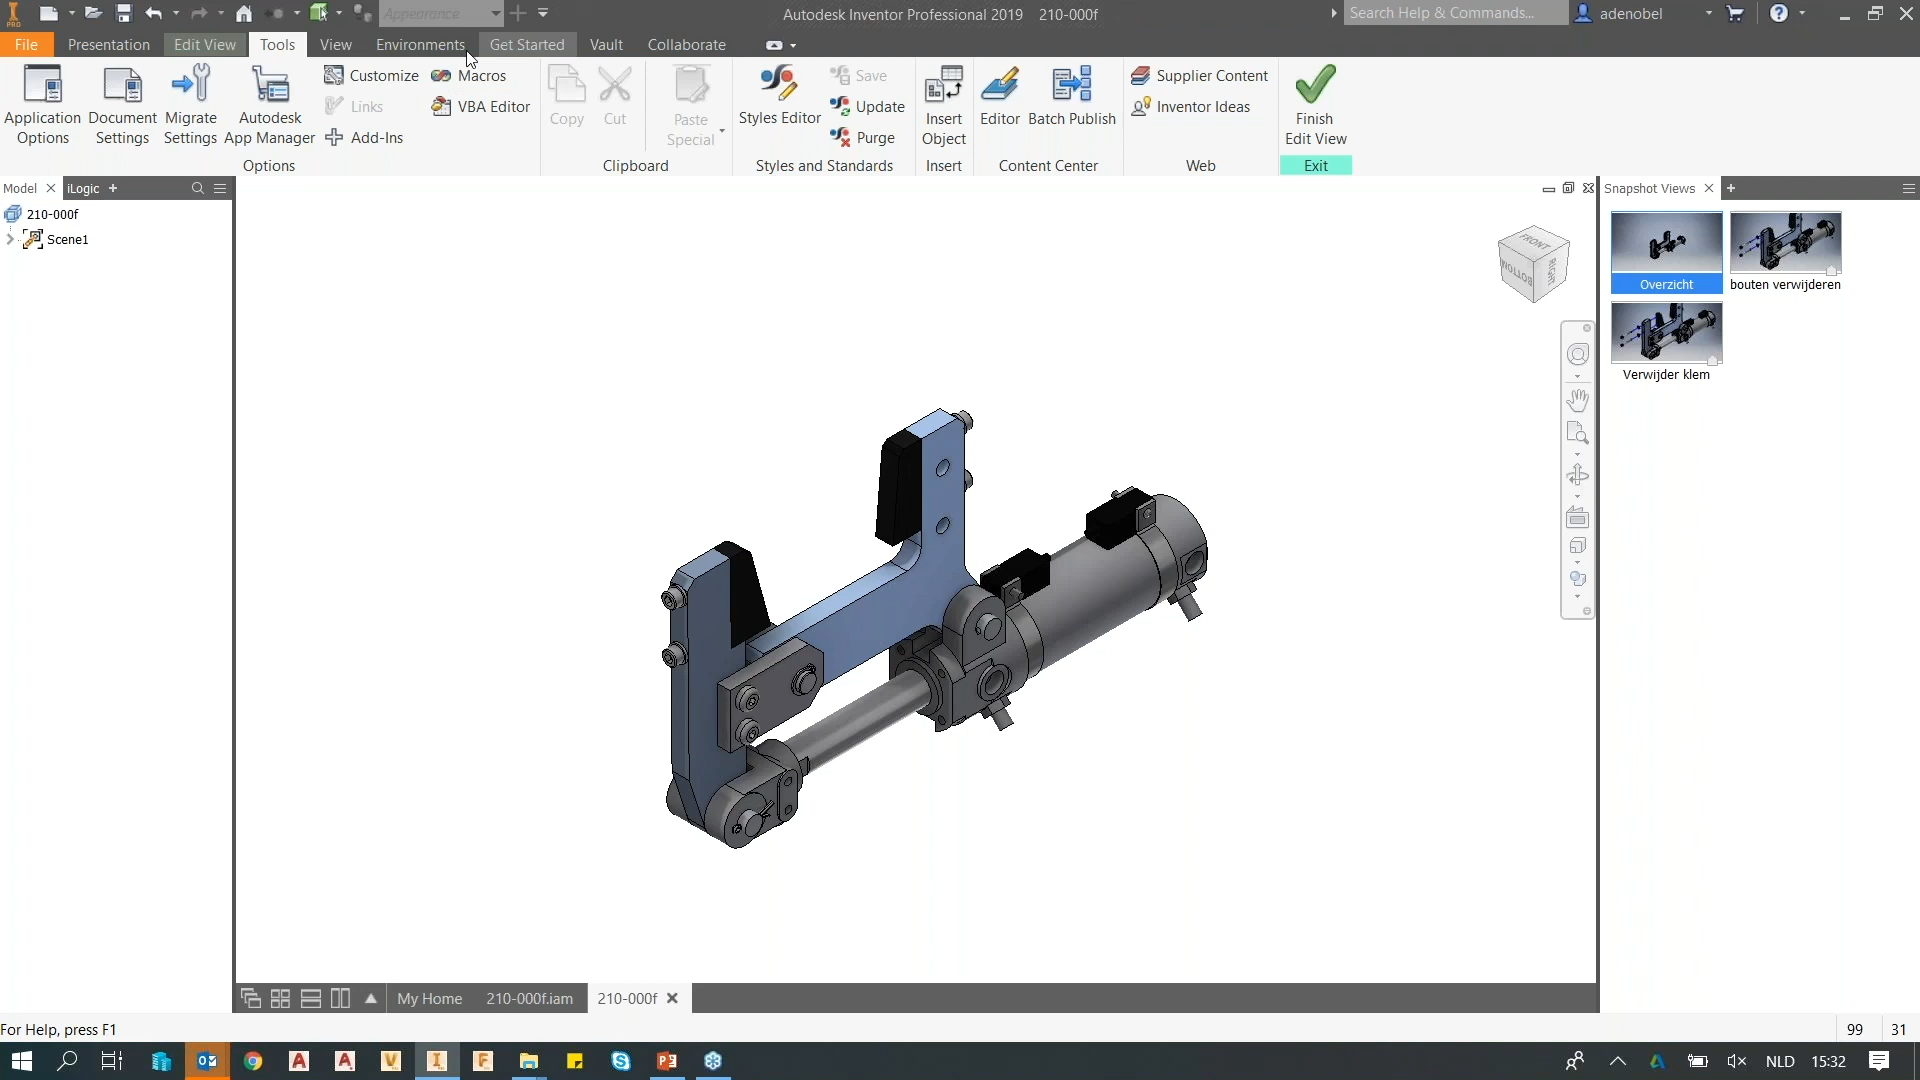 Appearance
Autodesk Inventor Professional 2019 210-000f
Search Help & Commands...
adenobel
File Presentation Edit View Tools View Environments Get Started Vault Collaborate
Application Options
Document Settings
Migrate Settings
Autodesk App Manager
Customize
Links
Add-Ins
Macros
VBA Editor
Options
Copy
Cut
Paste Special
Clipboard
Styles Editor
Save
Update
Purge
Styles and Standards
Insert Object
Insert
Editor
Batch Publish
Content Center
Supplier Content
Inventor Ideas
Web
Finish Edit View
Exit
Model
iLogic
210-000f
Scene1
FRONT
BOTTOM
RIGHT
Snapshot Views
Overzicht
bouten verwijderen
Verwijder klem
My Home 210-000f.iam 210-000f
For Help, press F1
99 31
NLD 15:32